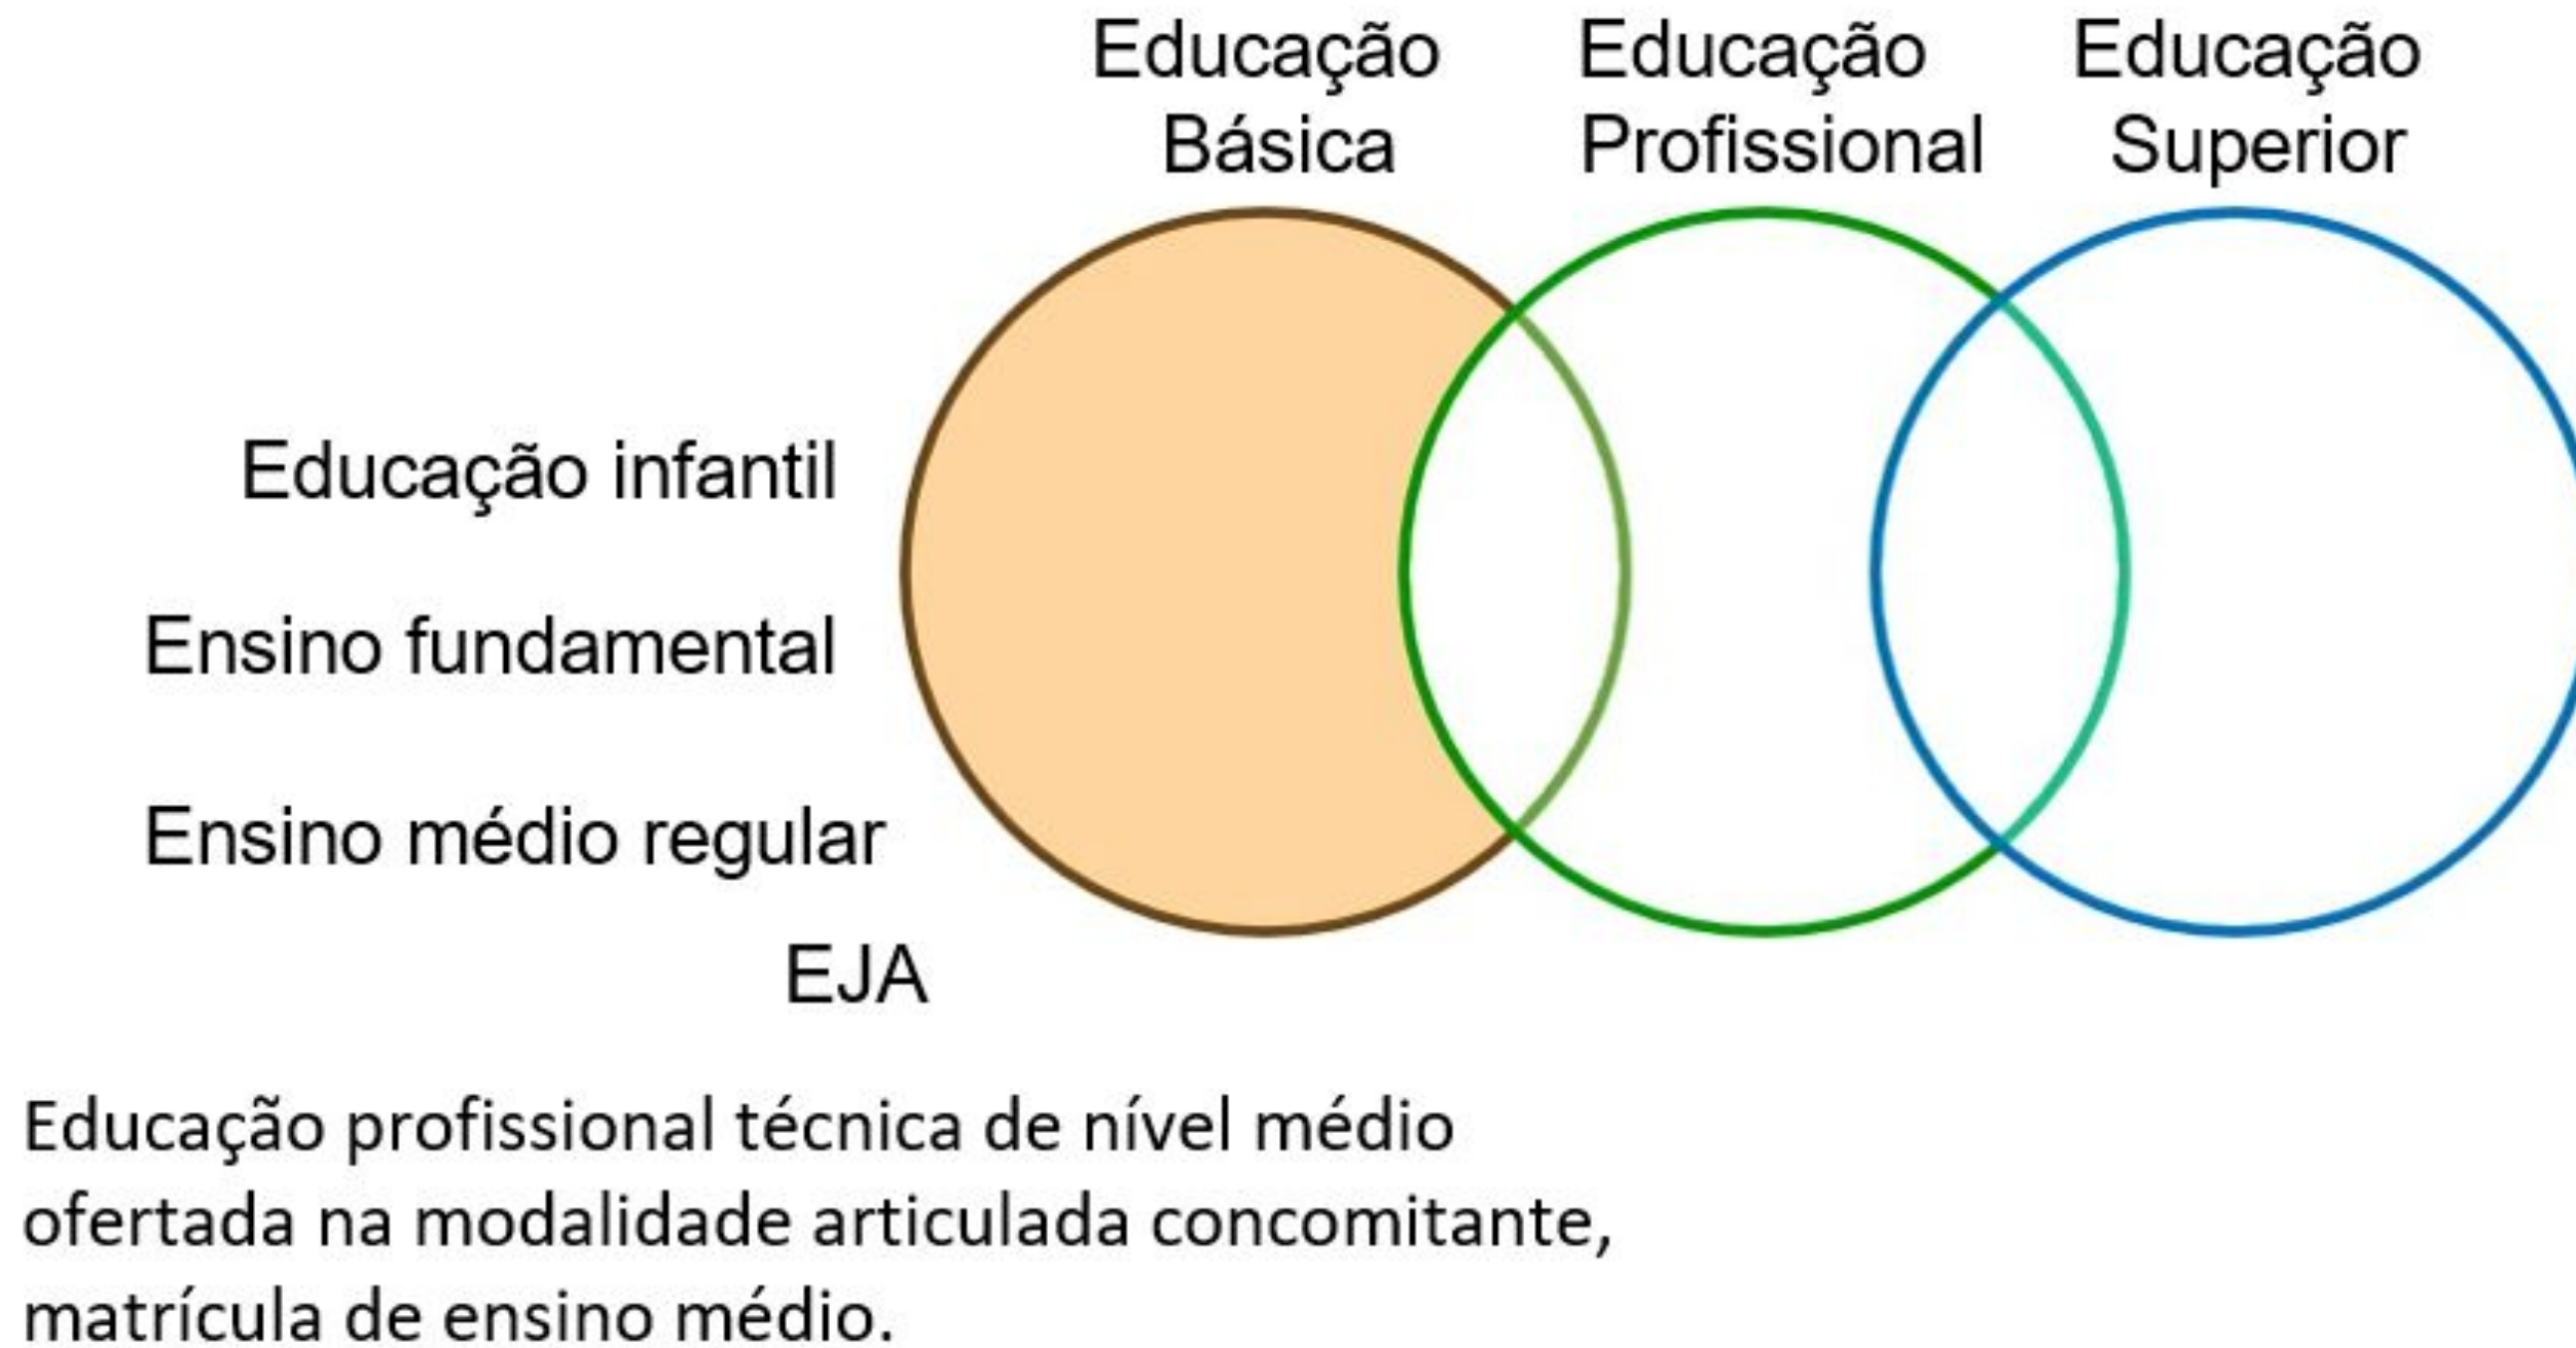 Educação
Básica
Educação
Profissional
Educação
Superior
Educação infantil
Ensino fundamental
Ensino médio regular
EJA
Educação profissional técnica de nível médio
ofertada na modalidade articulada concomitante,
matrícula de ensino médio.